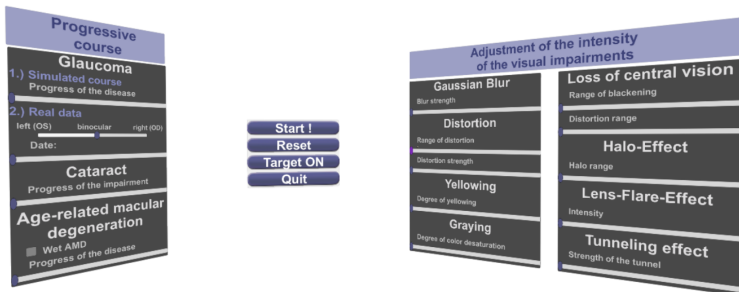 Progressive
course
Glaucoma
1.) Simulated course
Progress of the disease
2.) Real data
left (OS) binocular right (OD)
Date:
Cataract
Progress of the impairment
Age-related macular
degeneration
Wet AMD
Progress of the disease
Start !
Reset
Target ON
Quit
Adjustment of the intensity
of the visual impairments
Gaussian Blur
Blur strength
Distortion
Range of distortion
Distortion strength
Yellowing
Degree of yellowing
Graying
Degree of color desaturation
Loss of central vision
Range of blackening
Distortion range
Halo-Effect
Halo range
Lens-Flare-Effect
Intensity
Tunneling effect
Strength of the tunnel